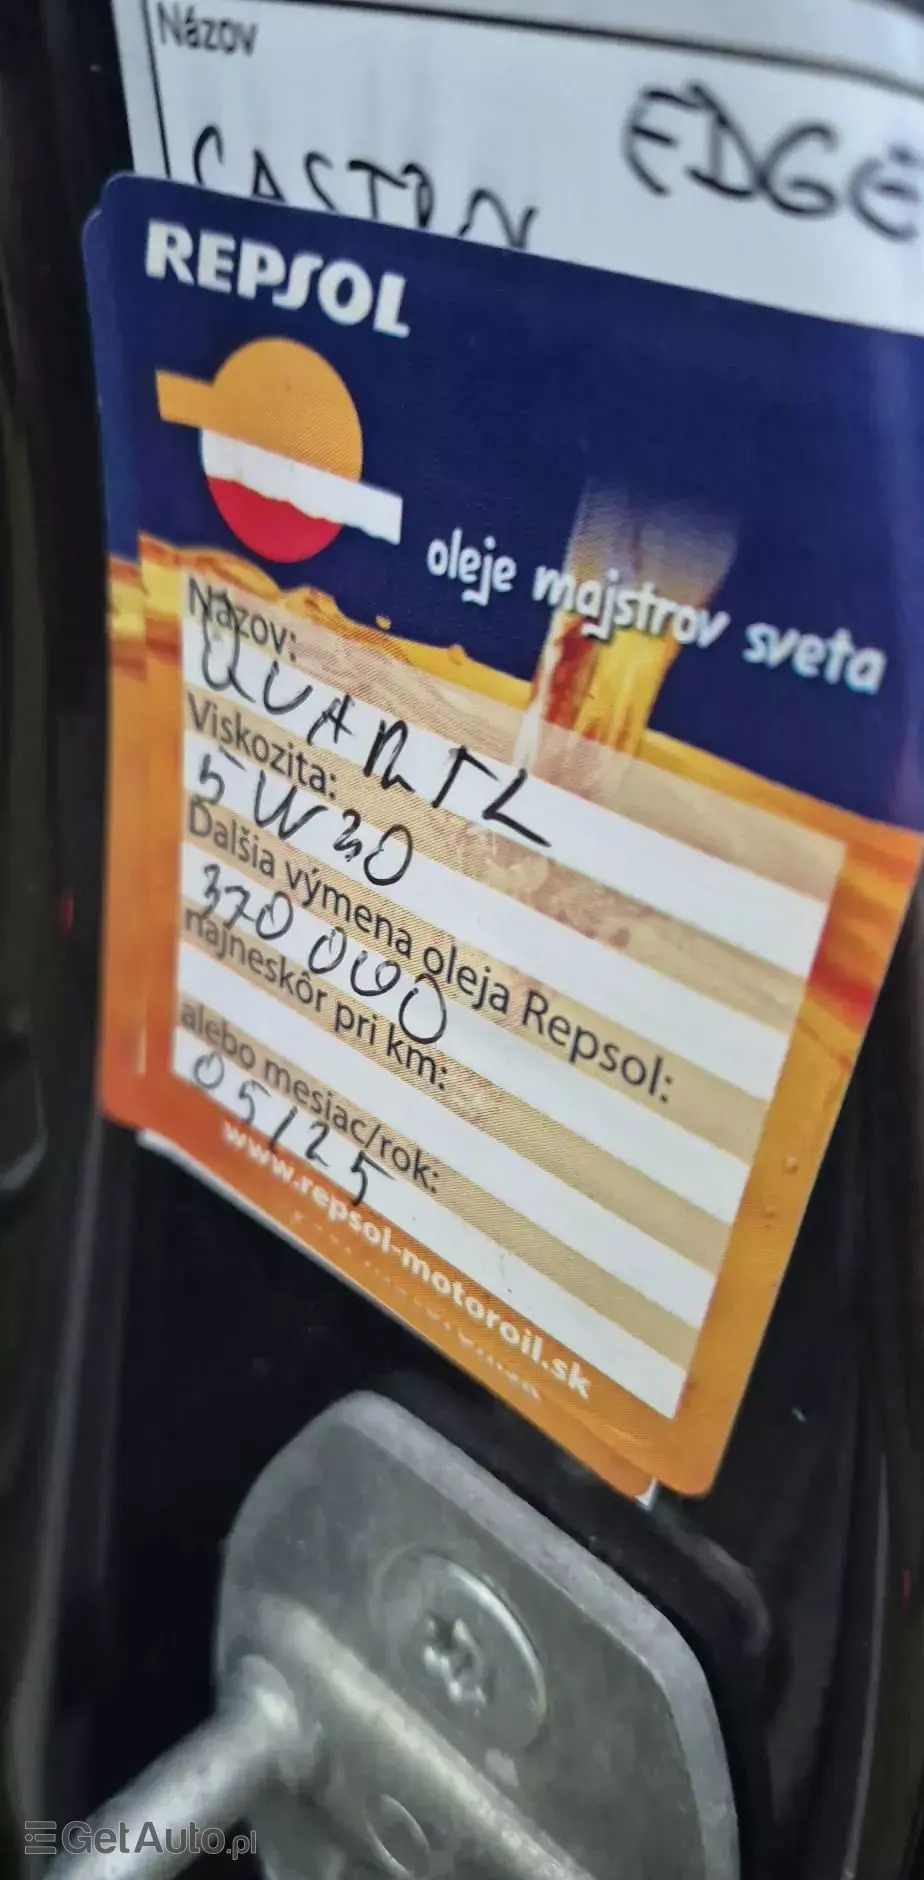 Názov
EDGE
CASTR
REPSOL
oleje majstrov sveta
Názov:
QUARTZ
Viskozita:
5W30
Ďalšia výmena oleja Repsol:
370 000
najneskôr pri km:
alebo mesiac/rok:
05/25
www.repsol-motoroil.sk
GetAuto.pl